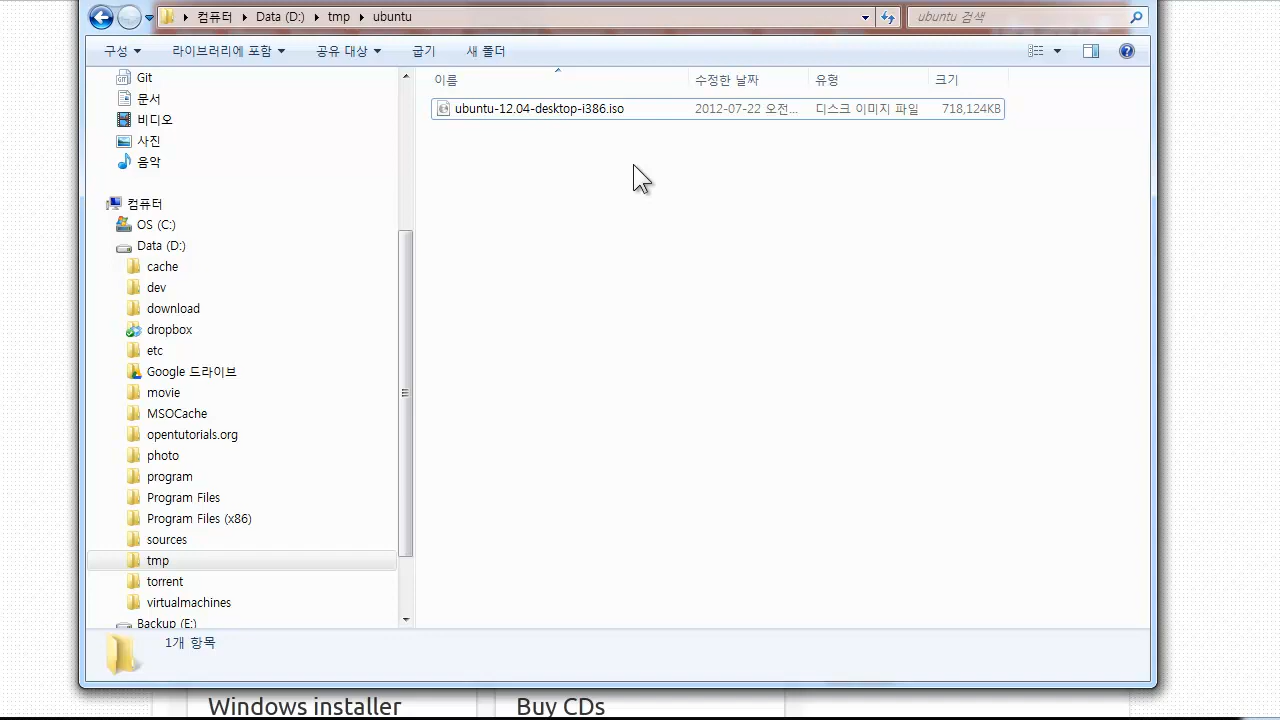 컴퓨터 Data (D:) tmp ubuntu
ubuntu 검색
구성 라이브러리에 포함 공유 대상 굽기 새 폴더
이름 수정한 날짜 유형 크기
ubuntu-12.04-desktop-i386.iso 2012-07-22 오전... 디스크 이미지 파일 718,124KB
Git
문서
비디오
사진
음악
컴퓨터
OS (C:)
Data (D:)
cache
dev
download
dropbox
etc
Google 드라이브
movie
MSOCache
opentutorials.org
photo
program
Program Files
Program Files (x86)
sources
tmp
torrent
virtualmachines
Backup (E:)
1개 항목
Windows installer Buy CDs